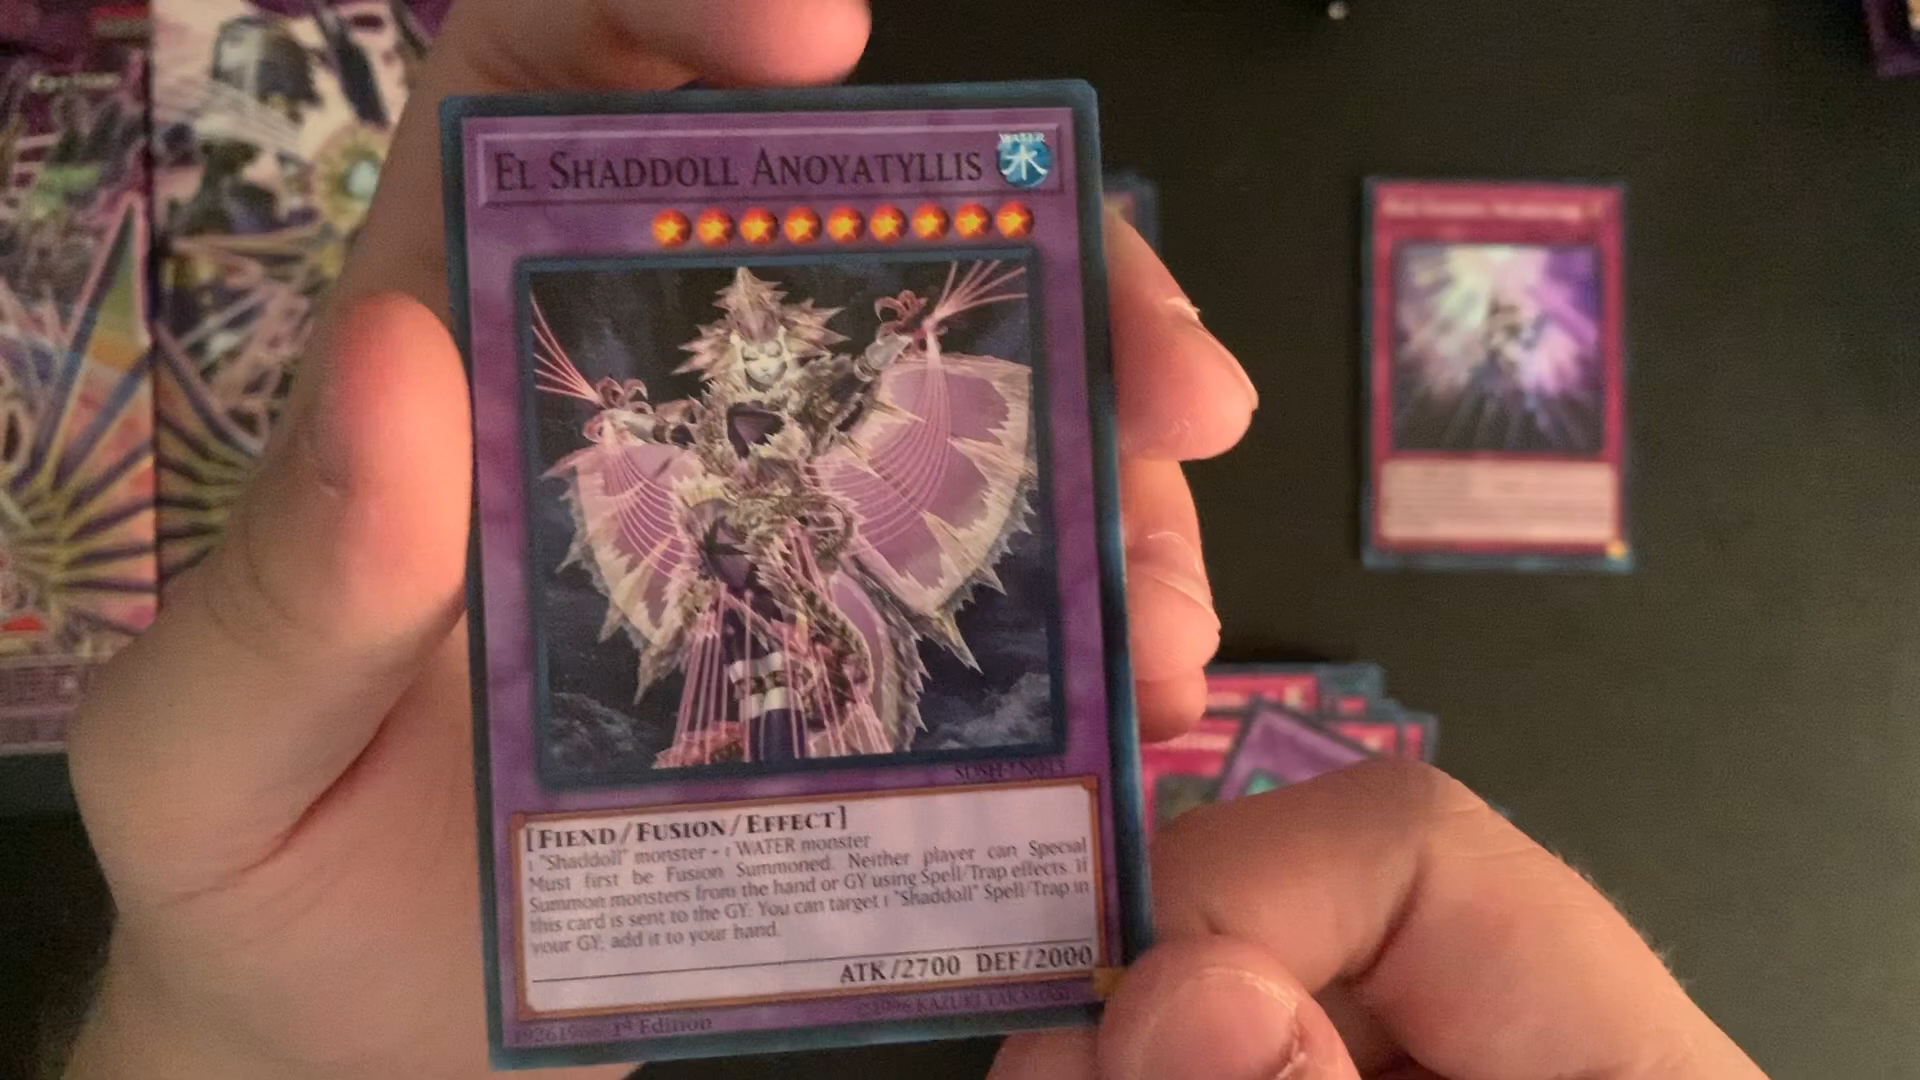 EL SHADDOLL ANOYATYLLIS
WATER
水
[FIEND/FUSION/EFFECT]
1 "Shaddoll" monster + 1 WATER monster
Must first be Fusion Summoned. Neither player can Special
Summon monsters from the hand or GY using Spell/Trap effects. If
this card is sent to the GY: You can target 1 "Shaddoll" Spell/Trap in
your GY; add it to your hand.
ATK/2700 DEF/2000
1st Edition
©1996 KAZUKI TAKAHASHI